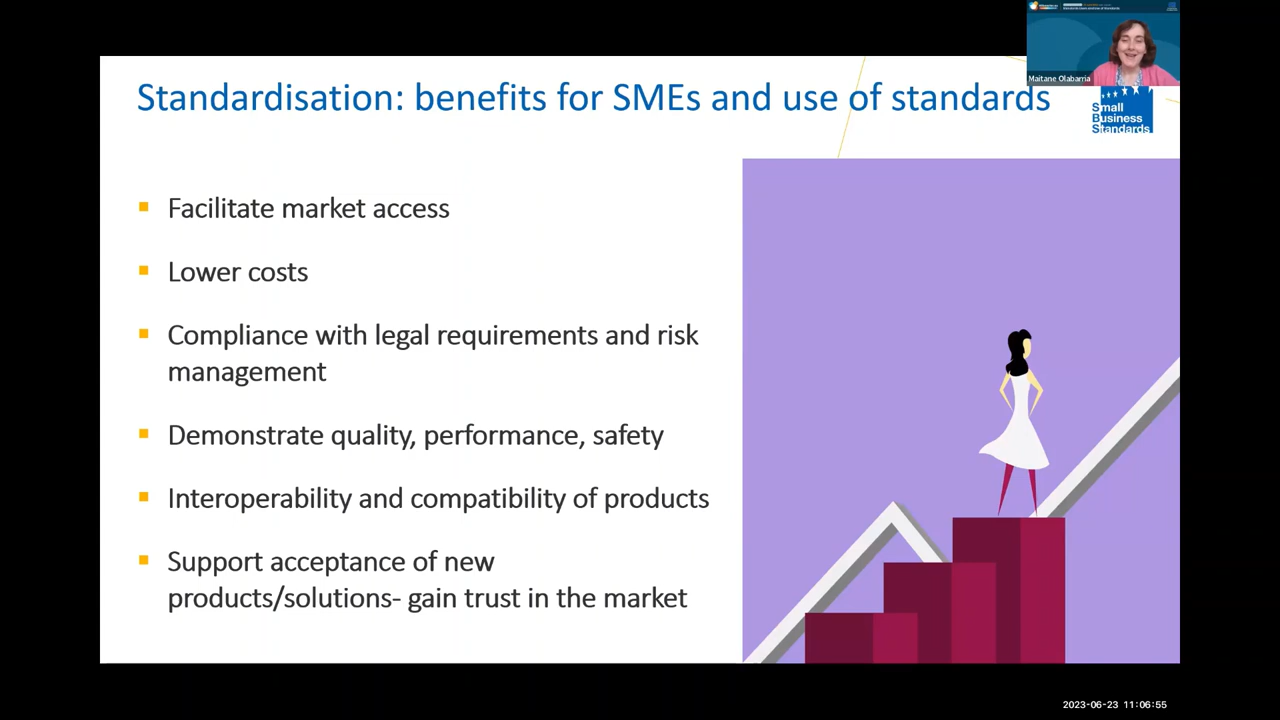 Standardisation: benefits for SMEs and use of standards
Maitane Olabarria
Small
Business
Standards
Facilitate market access
Lower costs
Compliance with legal requirements and risk
management
Demonstrate quality, performance, safety
Interoperability and compatibility of products
Support acceptance of new
products/solutions- gain trust in the market
2023-06-23 11:06:55